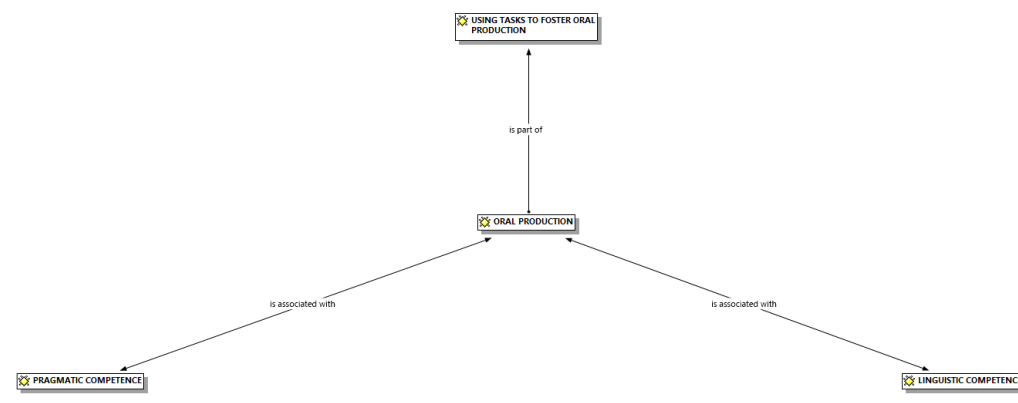 USING TASKS TO FOSTER ORAL
PRODUCTION
is part of
ORAL PRODUCTION
is associated with
is associated with
PRAGMATIC COMPETENCE
LINGUISTIC COMPETENC